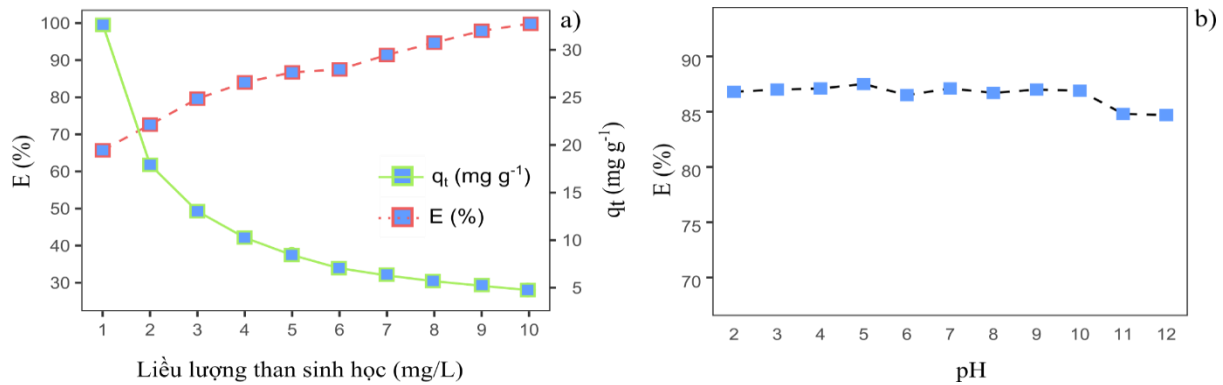 a)
100
90
80
70
60
50
40
30
E (%)
30
25
20
15
10
5
qt (mg g-1)
qt (mg g-1)
E (%)
1 2 3 4 5 6 7 8 9 10
Liều lượng than sinh học (mg/L)
b)
90
85
80
75
70
E (%)
2 3 4 5 6 7 8 9 10 11 12
pH